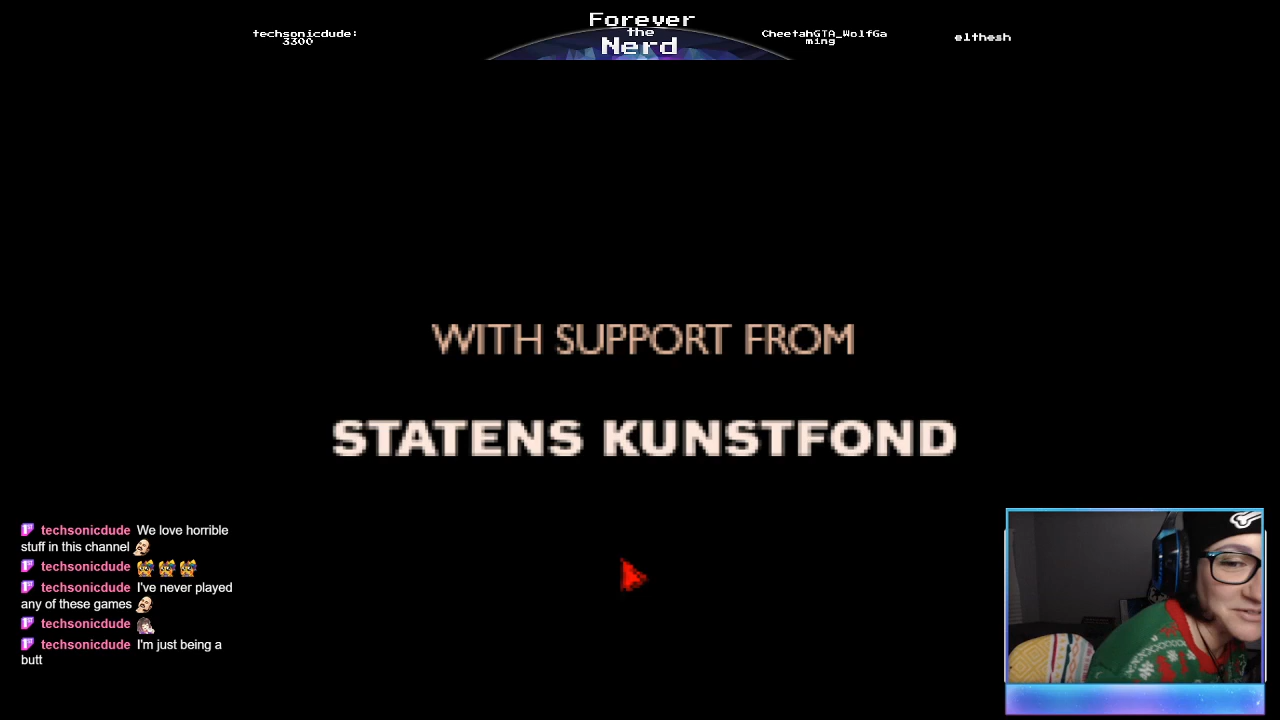 Forever
the
Nerd
techsonicdude:
3300
CheetahGTA_WolfGa
ming
elthesh
WITH SUPPORT FROM
STATENS KUNSTFOND
techsonicdude We love horrible
stuff in this channel
techsonicdude
techsonicdude I've never played
any of these games
techsonicdude
techsonicdude I'm just being a
butt